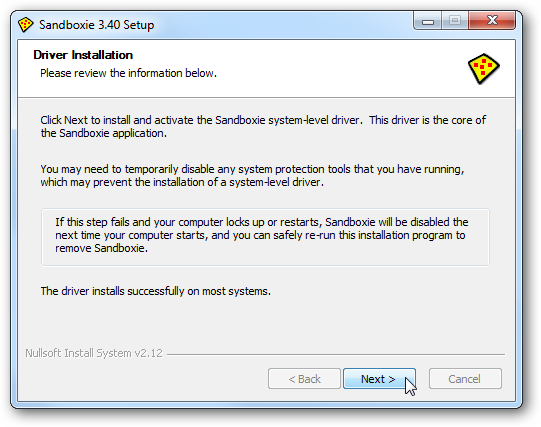 Sandboxie 3.40 Setup
Driver Installation
Please review the information below.
Click Next to install and activate the Sandboxie system-level driver.  This driver is the core of
the Sandboxie application.
You may need to temporarily disable any system protection tools that you have running,
which may prevent the installation of a system-level driver.
If this step fails and your computer locks up or restarts, Sandboxie will be disabled the
next time your computer starts, and you can safely re-run this installation program to
remove Sandboxie.
The driver installs successfully on most systems.
Nullsoft Install System v2.12
< Back
Next >
Cancel